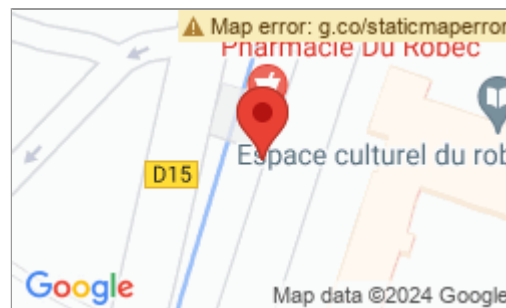 Map error: g.co/staticmaperror
Pharmacie Du Robec
Espace culturel du rob
D15
Google
Map data ©2024 Google